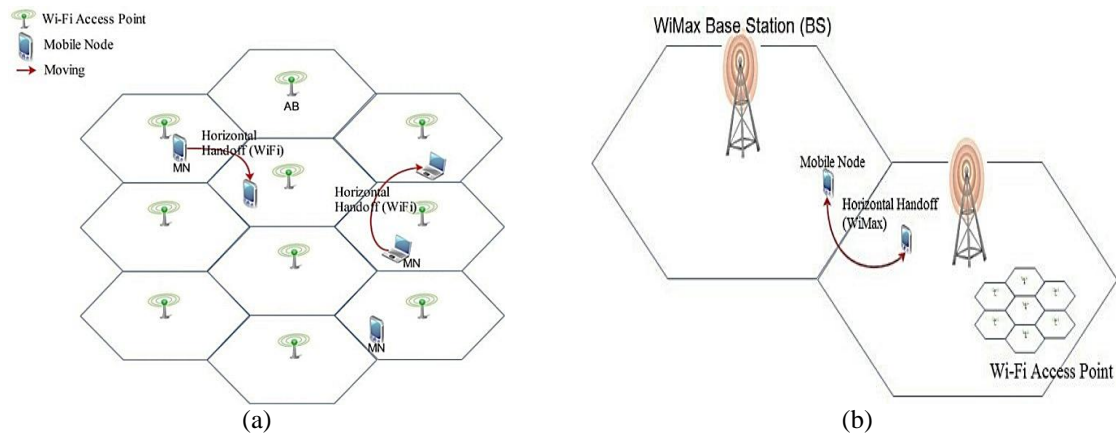 Wi-Fi Access Point
Mobile Node
Moving
AB
Horizontal
Handoff (WiFi)
MN
Horizontal
Handoff (WiFi)
MN
MN
(a)
WiMax Base Station (BS)
Mobile Node
Horizontal Handoff
(WiMax)
Wi-Fi Access Point
(b)